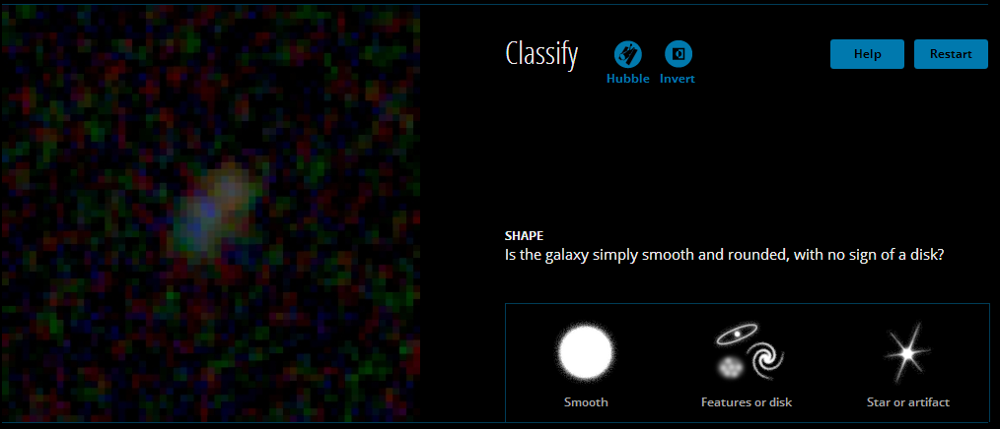 Classify
Hubble
Invert
Help
Restart
SHAPE
Is the galaxy simply smooth and rounded, with no sign of a disk?
Smooth
Features or disk
Star or artifact